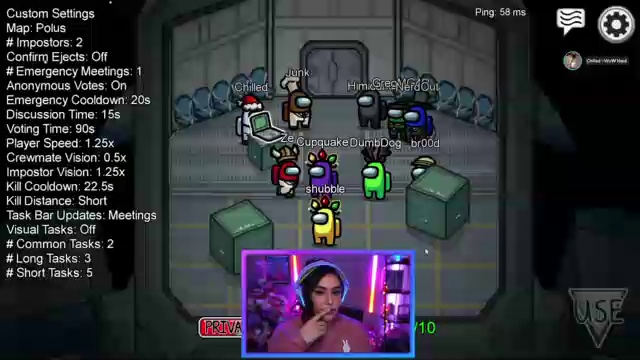 Custom Settings
Map: Polus
# Impostors: 2
Confirm Ejects: Off
# Emergency Meetings: 1
Anonymous Votes: On
Emergency Cooldown: 20s
Discussion Time: 15s
Voting Time: 90s
Player Speed: 1.25x
Crewmate Vision: 0.5x
Impostor Vision: 1.25x
Kill Cooldown: 22.5s
Kill Distance: Short
Task Bar Updates: Meetings
Visual Tasks: Off
# Common Tasks: 2
# Long Tasks: 3
# Short Tasks: 5
Ping: 58 ms
Junk
Chilled
NerdOut
Ze
Cupquake
DumbDog
br00d
shubble
PRIVA
/10
USE